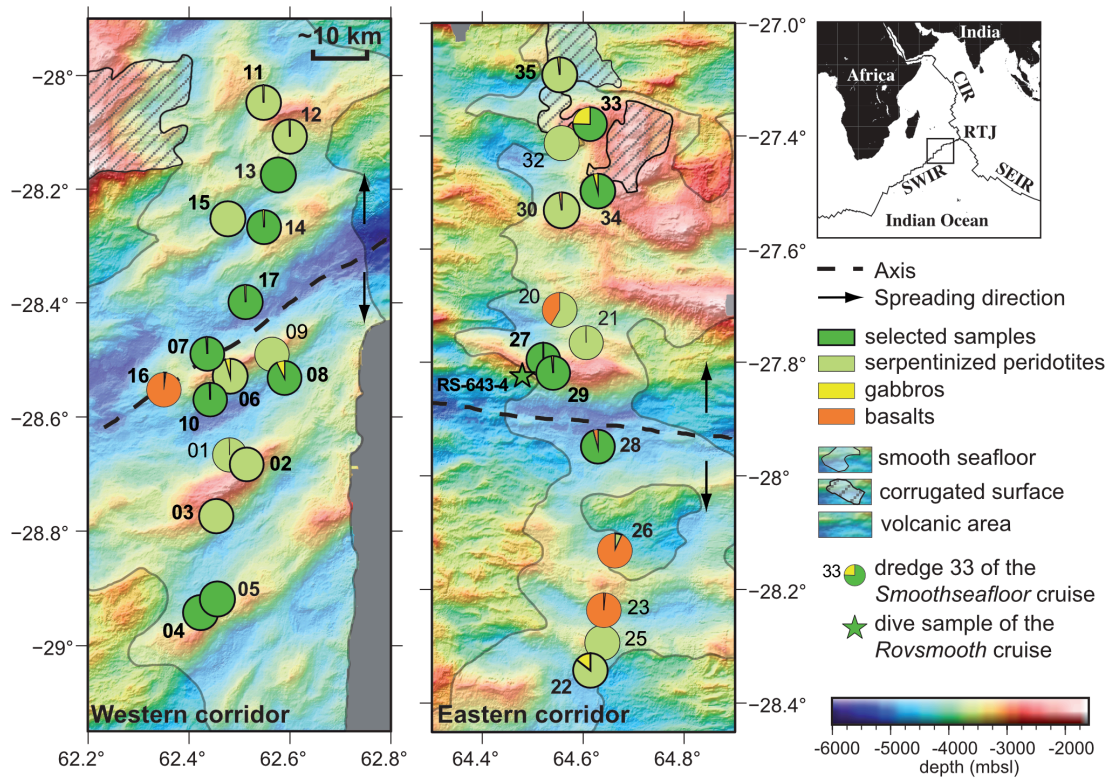 ~10 km
−28°
−28.2°
−28.4°
−28.6°
−28.8°
−29°
62.2
62.4
62.6
62.8
11
12
13
15
14
17
07
09
16
08
06
10
01
02
03
05
04
Western corridor
−27.0°
−27.4°
−27.6°
−27.8°
−28°
−28.2°
−28.4°
64.4
64.6
64.8
35
33
32
30
34
20
21
27
RS-643-4
29
28
26
23
25
22
Eastern corridor
India
Africa
CIR
RTJ
SWIR
SEIR
Indian Ocean
Axis
Spreading direction
selected samples
serpentinized peridotites
gabbros
basalts
smooth seafloor
corrugated surface
volcanic area
33
dredge 33 of the
Smoothseafloor cruise
dive sample of the
Rovsmooth cruise
-6000 -5000 -4000 -3000 -2000
depth (mbsl)